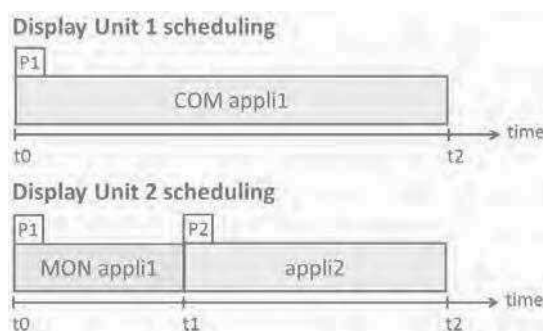 Display Unit 1 scheduling
P1
COM appli1
time
t0 t2
Display Unit 2 scheduling
P1 P2
MON appli1 appli2
time
t0 t1 t2